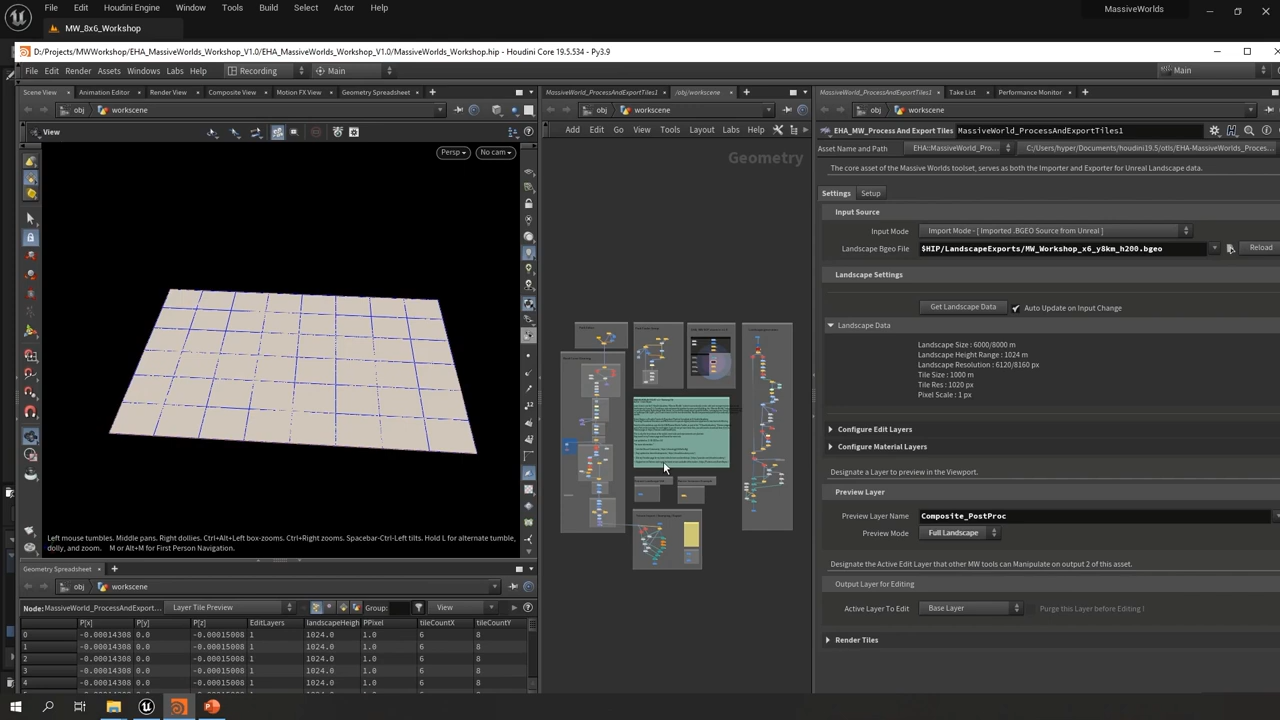 File Edit Houdini Engine Window Tools Build Select Actor Help
MassiveWorlds
MW_8x6_Workshop
D:/Projects/MWWorkshop/EHA_MassiveWorlds_Workshop_V1.0/EHA_MassiveWorlds_Workshop_V1.0/MassiveWorlds_Workshop.hip - Houdini Core 19.5.534 - Py3.9
File Edit Render Assets Windows Labs Help
Recording
Main
Main
Scene View Animation Editor Render View Composite View Motion FX View Geometry Spreadsheet
obj workscene
View
Persp
No cam
Left mouse tumbles. Middle pans. Right dollies. Ctrl+Alt+Left box-zooms. Ctrl+Right zooms. Spacebar-Ctrl-Left tilts. Hold L for alternate tumble,
dolly, and zoom. M or Alt+M for First Person Navigation.
Geometry Spreadsheet
obj workscene
Node: MassiveWorld_ProcessAndExport... Layer Tile Preview Group: View
P[x] P[y] P[z] EditLayers landscapeHeigh PPixel tileCountX tileCountY
0 -0.00014308 0.0 -0.00015008 1 1024.0 1.0 6 8
1 -0.00014308 0.0 -0.00015008 1 1024.0 1.0 6 8
2 -0.00014308 0.0 -0.00015008 1 1024.0 1.0 6 8
3 -0.00014308 0.0 -0.00015008 1 1024.0 1.0 6 8
4 -0.00014308 0.0 -0.00015008 1 1024.0 1.0 6 8
MassiveWorld_ProcessAndExportTiles1 /obj/workscene
obj workscene
Add Edit Go View Tools Layout Labs Help
Geometry
MassiveWorld_ProcessAndExportTiles1 Take List Performance Monitor
obj workscene
EHA_MW_Process And Export Tiles MassiveWorld_ProcessAndExportTiles1
Asset Name and Path EHA::MassiveWorld_Pro... C:/Users/hyper/Documents/houdini19.5/otls/EHA-MassiveWorlds_Proces...
The core asset of the Massive Worlds toolset, serves as both the Importer and Exporter for Unreal Landscape data.
Settings Setup
Input Source
Input Mode Import Mode - [ Imported .BGEO Source from Unreal ]
Landscape Bgeo File $HIP/LandscapeExports/MW_Workshop_x6_y8km_h200.bgeo Reload
Landscape Settings
Get Landscape Data Auto Update on Input Change
Landscape Data
Landscape Size : 6000/8000 m
Landscape Height Range : 1024 m
Landscape Resolution : 6120/8160 px
Tile Size : 1000 m
Tile Res : 1020 px
Pixel Scale : 1 px
Configure Edit Layers
Configure Material Layers
Designate a Layer to preview in the Viewport.
Preview Layer
Preview Layer Name Composite_PostProc
Preview Mode Full Landscape
Designate the Active Edit Layer that other MW tools can Manipulate on output 2 of this asset.
Output Layer for Editing
Active Layer To Edit Base Layer Purge this Layer before Editing !
Render Tiles